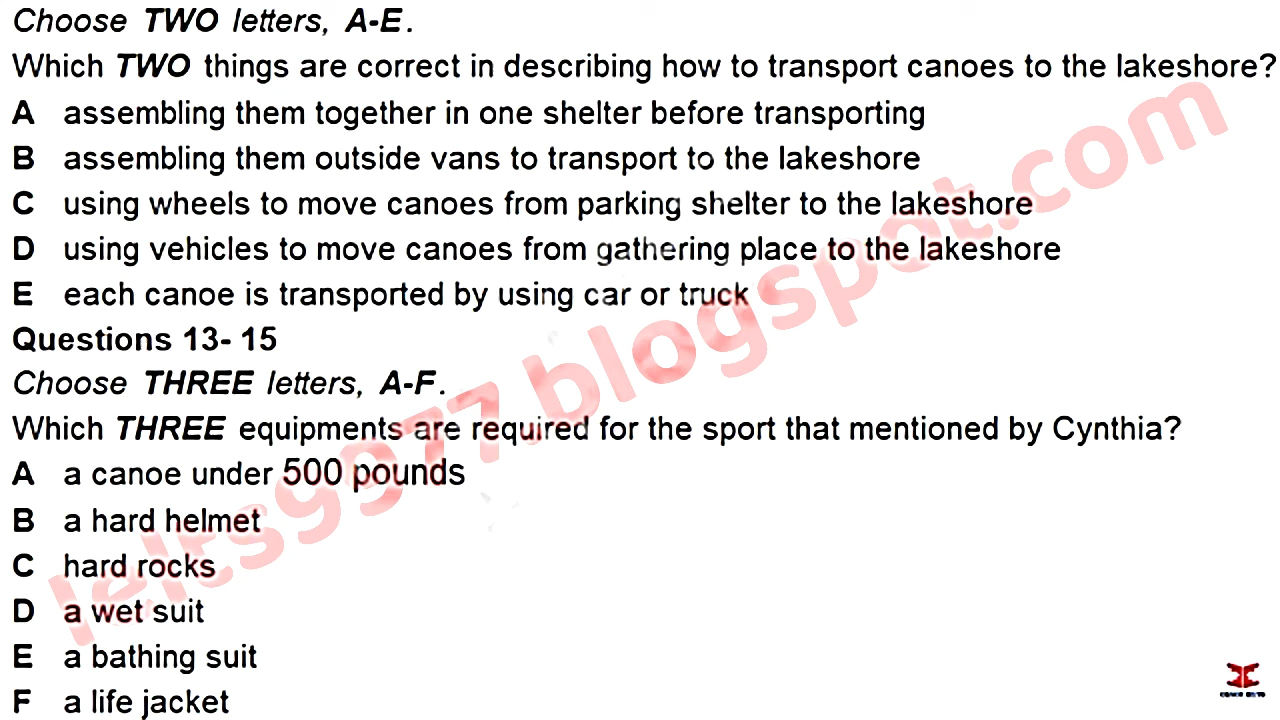 Choose TWO letters, A-E.
Which TWO things are correct in describing how to transport canoes to the lakeshore?
A assembling them together in one shelter before transporting
B assembling them outside vans to transport to the lakeshore
C using wheels to move canoes from parking shelter to the lakeshore
D using vehicles to move canoes from gathering place to the lakeshore
E each canoe is transported by using car or truck
Questions 13- 15
Choose THREE letters, A-F.
Which THREE equipments are required for the sport that mentioned by Cynthia?
A a canoe under 500 pounds
B a hard helmet
C hard rocks
D a wet suit
E a bathing suit
F a life jacket
Ielts9977.blogspot.com